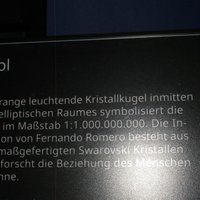 ol
range leuchtende Kristallkugel inmitten
elliptischen Raumes symbolisiert die
im Maßstab 1:1.000.000.000. Die In-
on von Fernando Romero besteht aus
maßgefertigten Swarovski Kristallen
forscht die Beziehung des Menschen
nne.